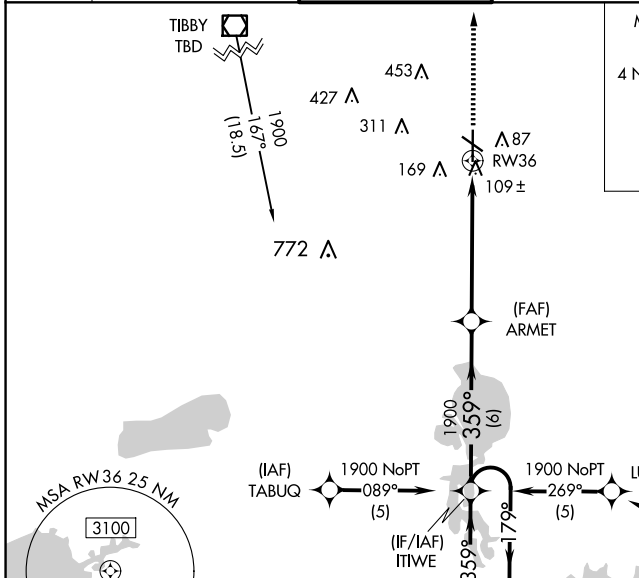 M
TIBBY
TBD
4 N
453
427
1900
167°
(18.5)
311
87
RW36
169
109 ±
772
(FAF)
ARMET
1900
359°
(6)
(IAF)
TABUQ
1900 NoPT
089°
(5)
1900 NoPT
269°
(5)
LU
MSA RW36 25 NM
3100
(IF/IAF)
ITIWE
359°
179°